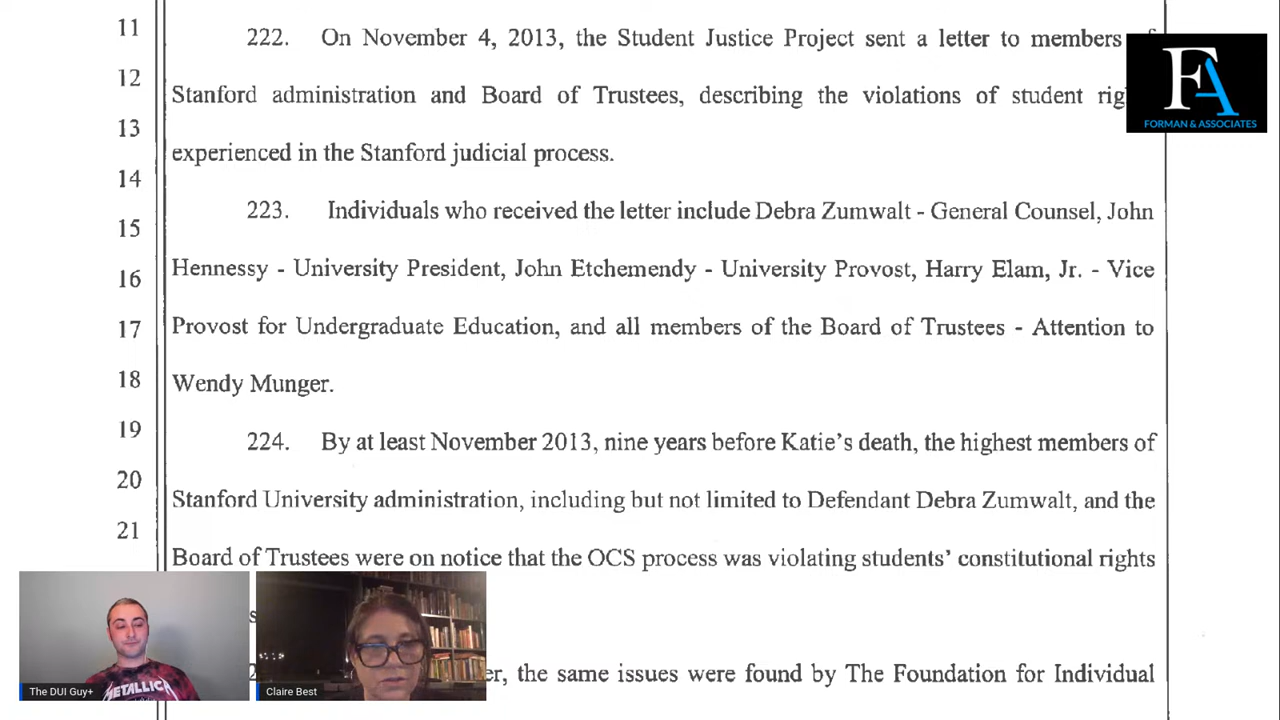 11
222. On November 4, 2013, the Student Justice Project sent a letter to members
12
Stanford administration and Board of Trustees, describing the violations of student
13
experienced in the Stanford judicial process.
14
223. Individuals who received the letter include Debra Zumwalt - General Counsel, John
15
Hennessy - University President, John Etchemendy - University Provost, Harry Elam, Jr. - Vice
16
Provost for Undergraduate Education, and all members of the Board of Trustees - Attention to
17
Wendy Munger.
18
224. By at least November 2013, nine years before Katie's death, the highest members of
19
Stanford University administration, including but not limited to Defendant Debra Zumwalt, and the
20
Board of Trustees were on notice that the OCS process was violating students' constitutional rights
21
the same issues were found by The Foundation for Individual
FA
FORMAN & ASSOCIATES
The DUI Guy+
METALLICA
Claire Best